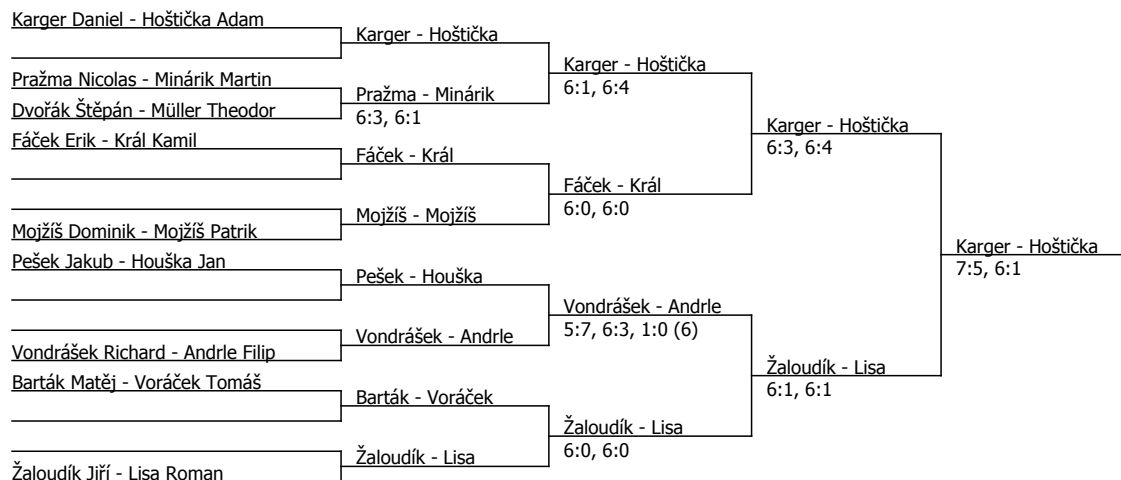 Karger Daniel - Hoštička Adam
Pražma Nicolas - Minárik Martin
Dvořák Štěpán - Müller Theodor
Fáček Erik - Král Kamil
Mojžíš Dominik - Mojžíš Patrik
Pešek Jakub - Houška Jan
Vondrášek Richard - Andrle Filip
Barták Matěj - Voráček Tomáš
Žaloudík Jiří - Lisa Roman
Karger - Hoštička
Pražma - Minárik
6:3, 6:1
Fáček - Král
Mojžíš - Mojžíš
Pešek - Houška
Vondrášek - Andrle
Barták - Voráček
Žaloudík - Lisa
Karger - Hoštička
6:1, 6:4
Fáček - Král
6:0, 6:0
Vondrášek - Andrle
5:7, 6:3, 1:0 (6)
Žaloudík - Lisa
6:0, 6:0
Karger - Hoštička
6:3, 6:4
Žaloudík - Lisa
6:1, 6:1
Karger - Hoštička
7:5, 6:1